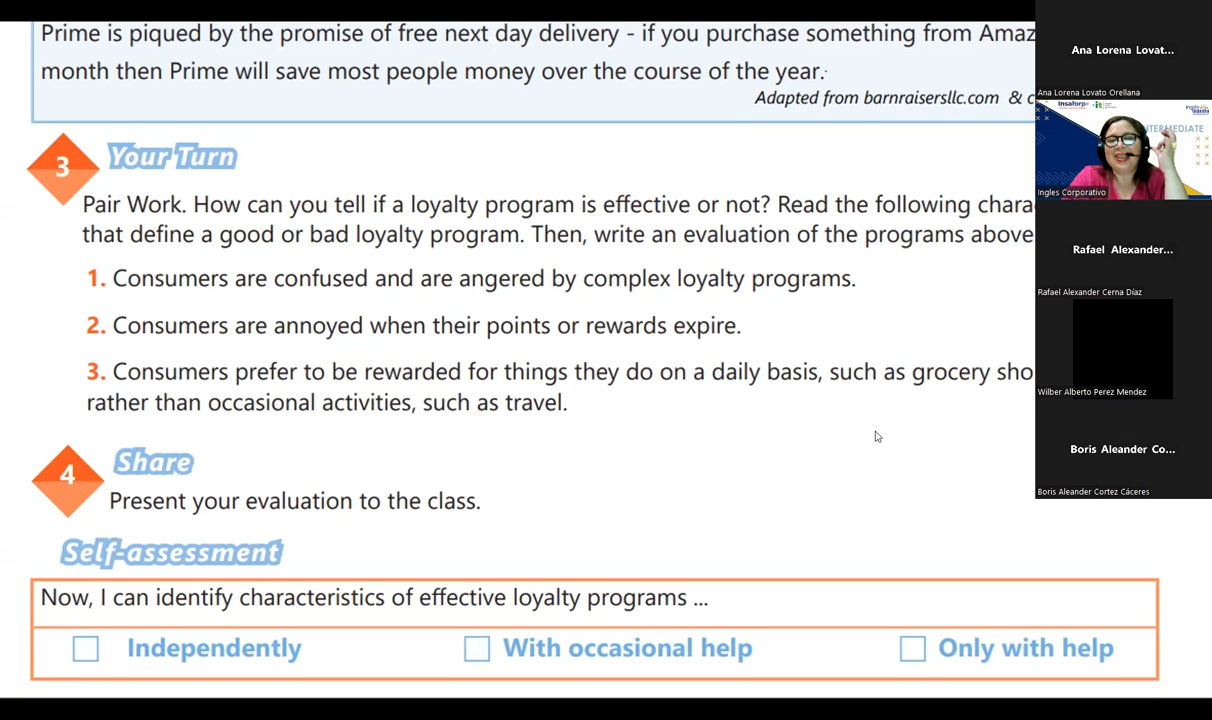 Prime is piqued by the promise of free next day delivery - if you purchase something from Amaz
month then Prime will save most people money over the course of the year.
Adapted from barnraisersllc.com & c
3
Your Turn
Pair Work. How can you tell if a loyalty program is effective or not? Read the following chara
that define a good or bad loyalty program. Then, write an evaluation of the programs above
1. Consumers are confused and are angered by complex loyalty programs.
2. Consumers are annoyed when their points or rewards expire.
3. Consumers prefer to be rewarded for things they do on a daily basis, such as grocery sho
rather than occasional activities, such as travel.
4
Share
Present your evaluation to the class.
Self-assessment
Now, I can identify characteristics of effective loyalty programs ...
Independently
With occasional help
Only with help
Ana Lorena Lovat...
Ana Lorena Lovato Orellana
Insaforp
it
NTERMEDIATE
Ingles Corporativo
Rafael Alexander...
Rafael Alexander Cerna Díaz
Wilber Alberto Perez Mendez
Boris Aleander Co...
Boris Aleander Cortez Cáceres